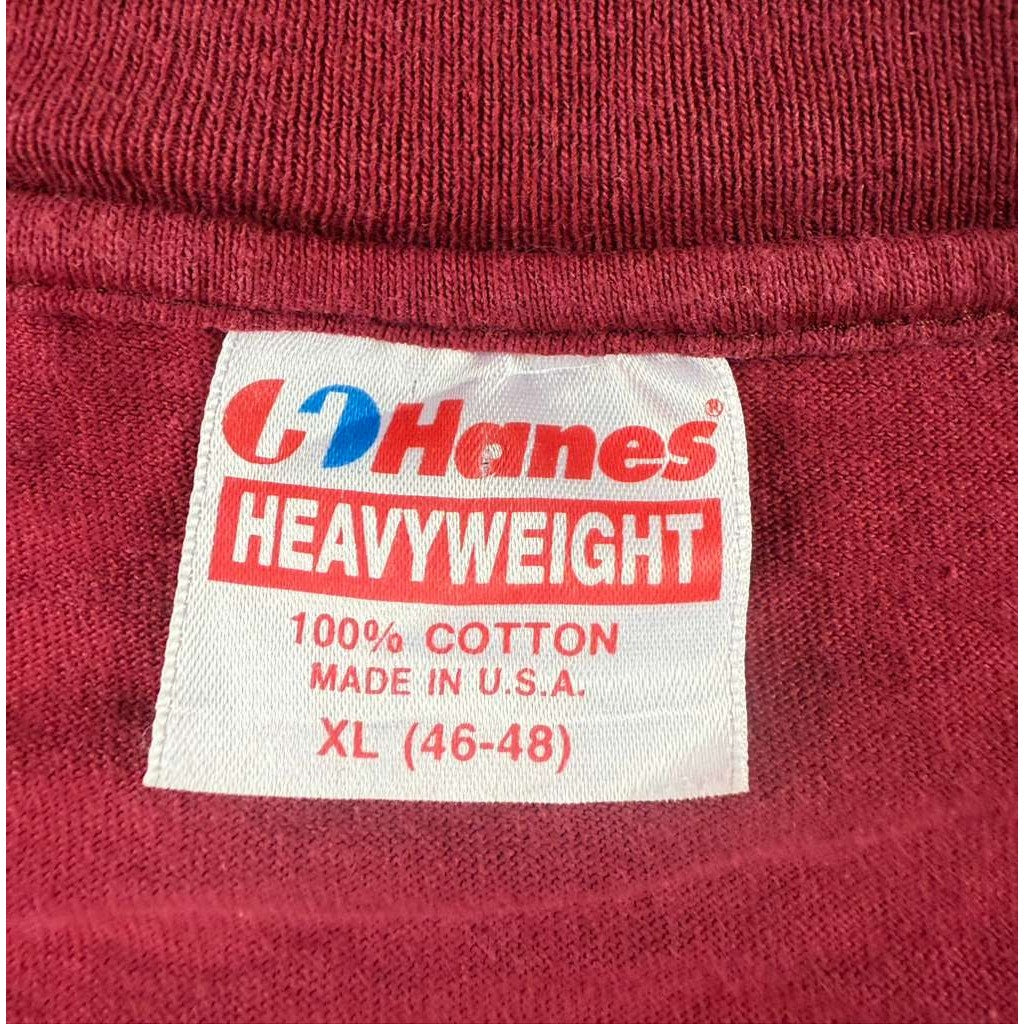 Hanes®
HEAVYWEIGHT
100% COTTON
MADE IN U.S.A.
XL (46-48)